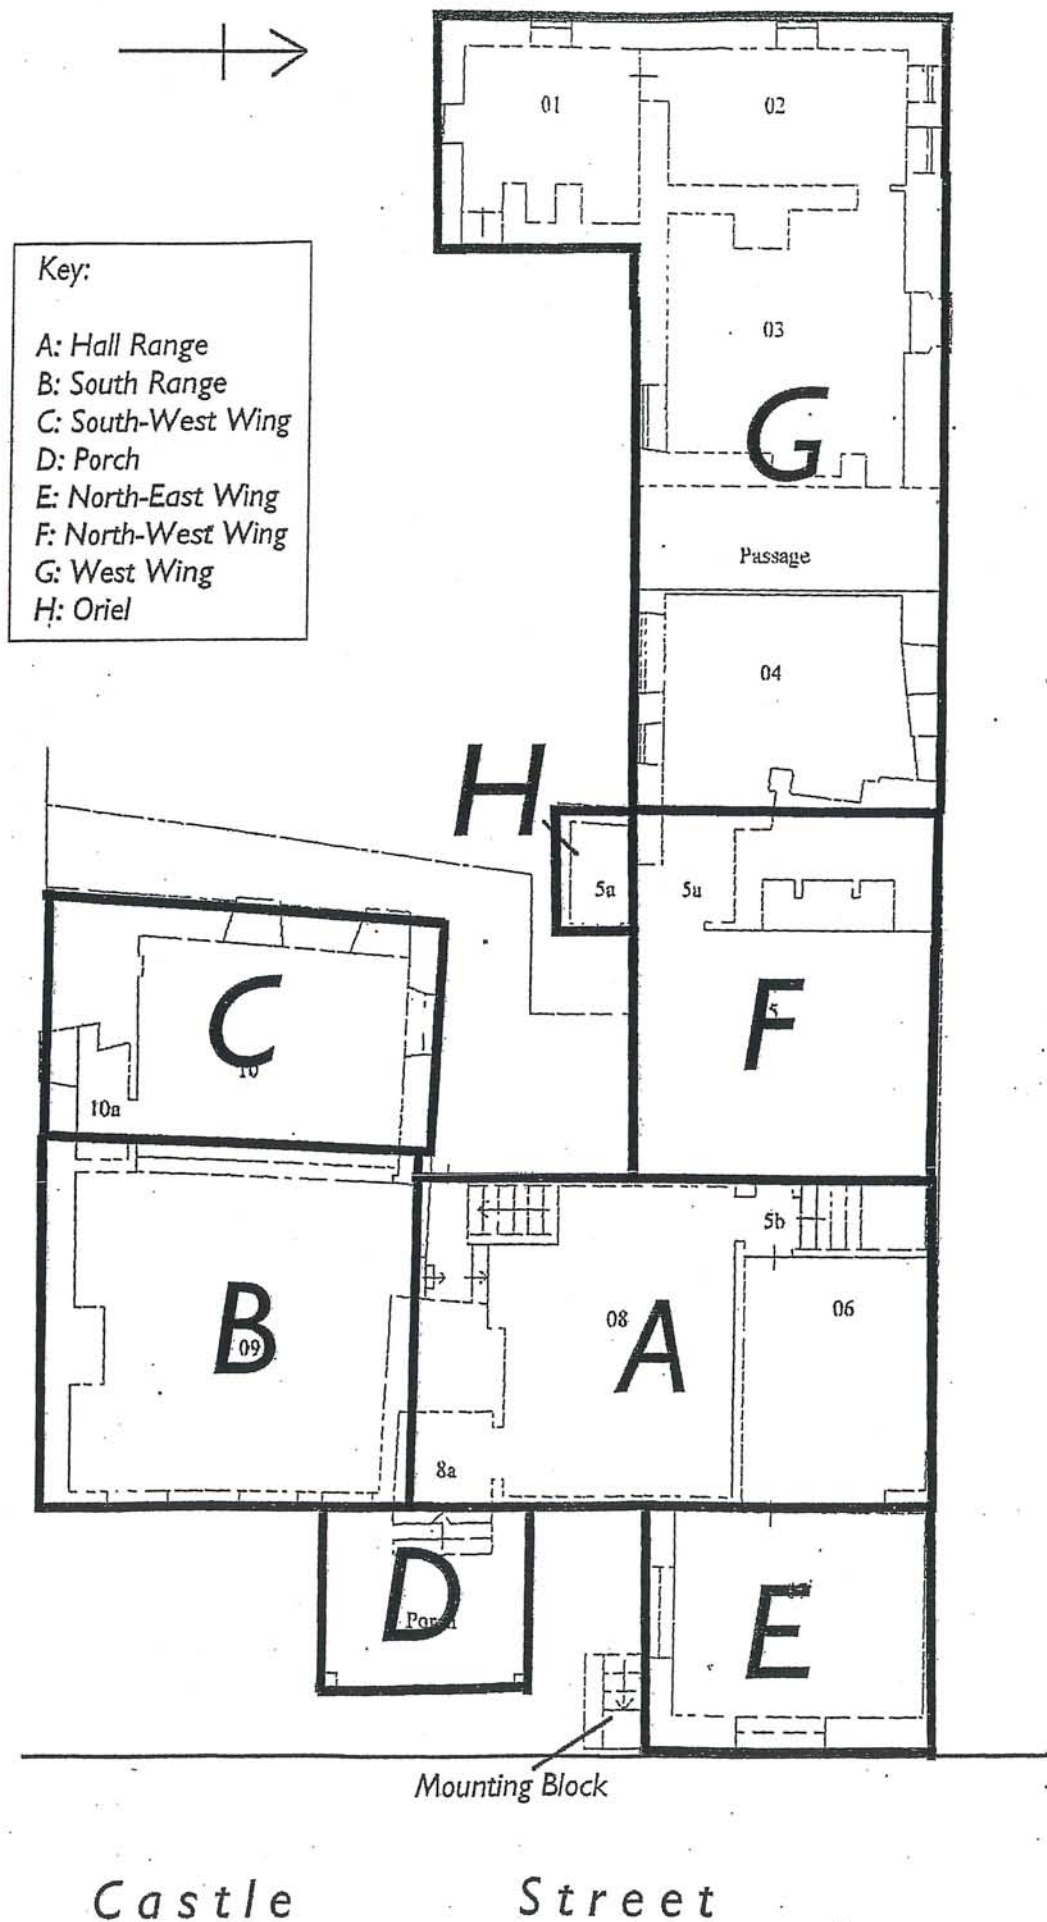 01
02
Key:
A: Hall Range
B: South Range
C: South-West Wing
D: Porch
E: North-East Wing
F: North-West Wing
G: West Wing
H: Oriel
03
G
Passage
04
H
5a
5a
C
10
10a
F
5
5b
06
B
09
08
A
8a
D
Porch
E
Mounting Block
Castle Street